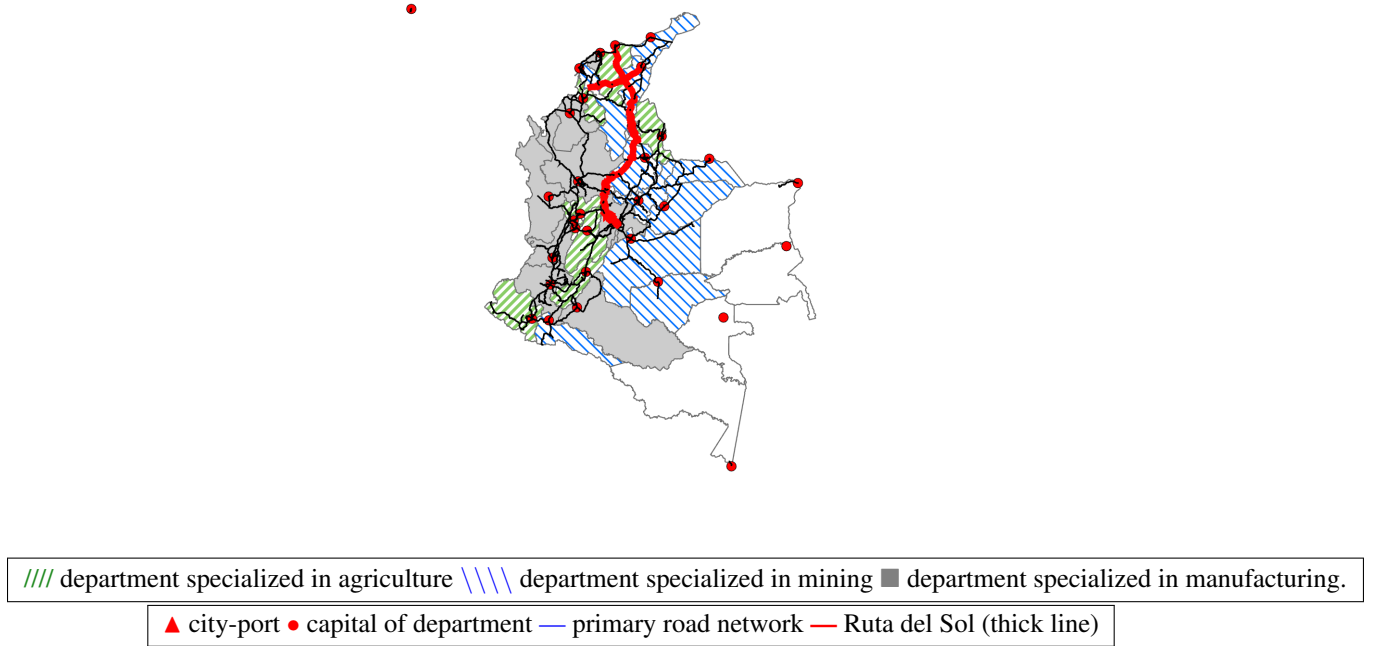 //// department specialized in agriculture \\\\ department specialized in mining ■ department specialized in manufacturing.
▲ city-port ● capital of department — primary road network — Ruta del Sol (thick line)